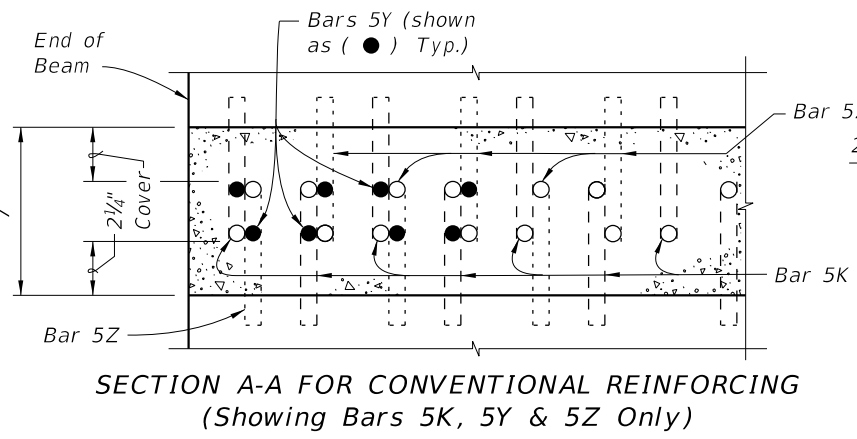 Bars 5Y (shown
as ( ● ) Typ.)
End of
Beam
2¼"
Cover
Bar 5K
Bar 5Z
SECTION A-A FOR CONVENTIONAL REINFORCING
(Showing Bars 5K, 5Y & 5Z Only)